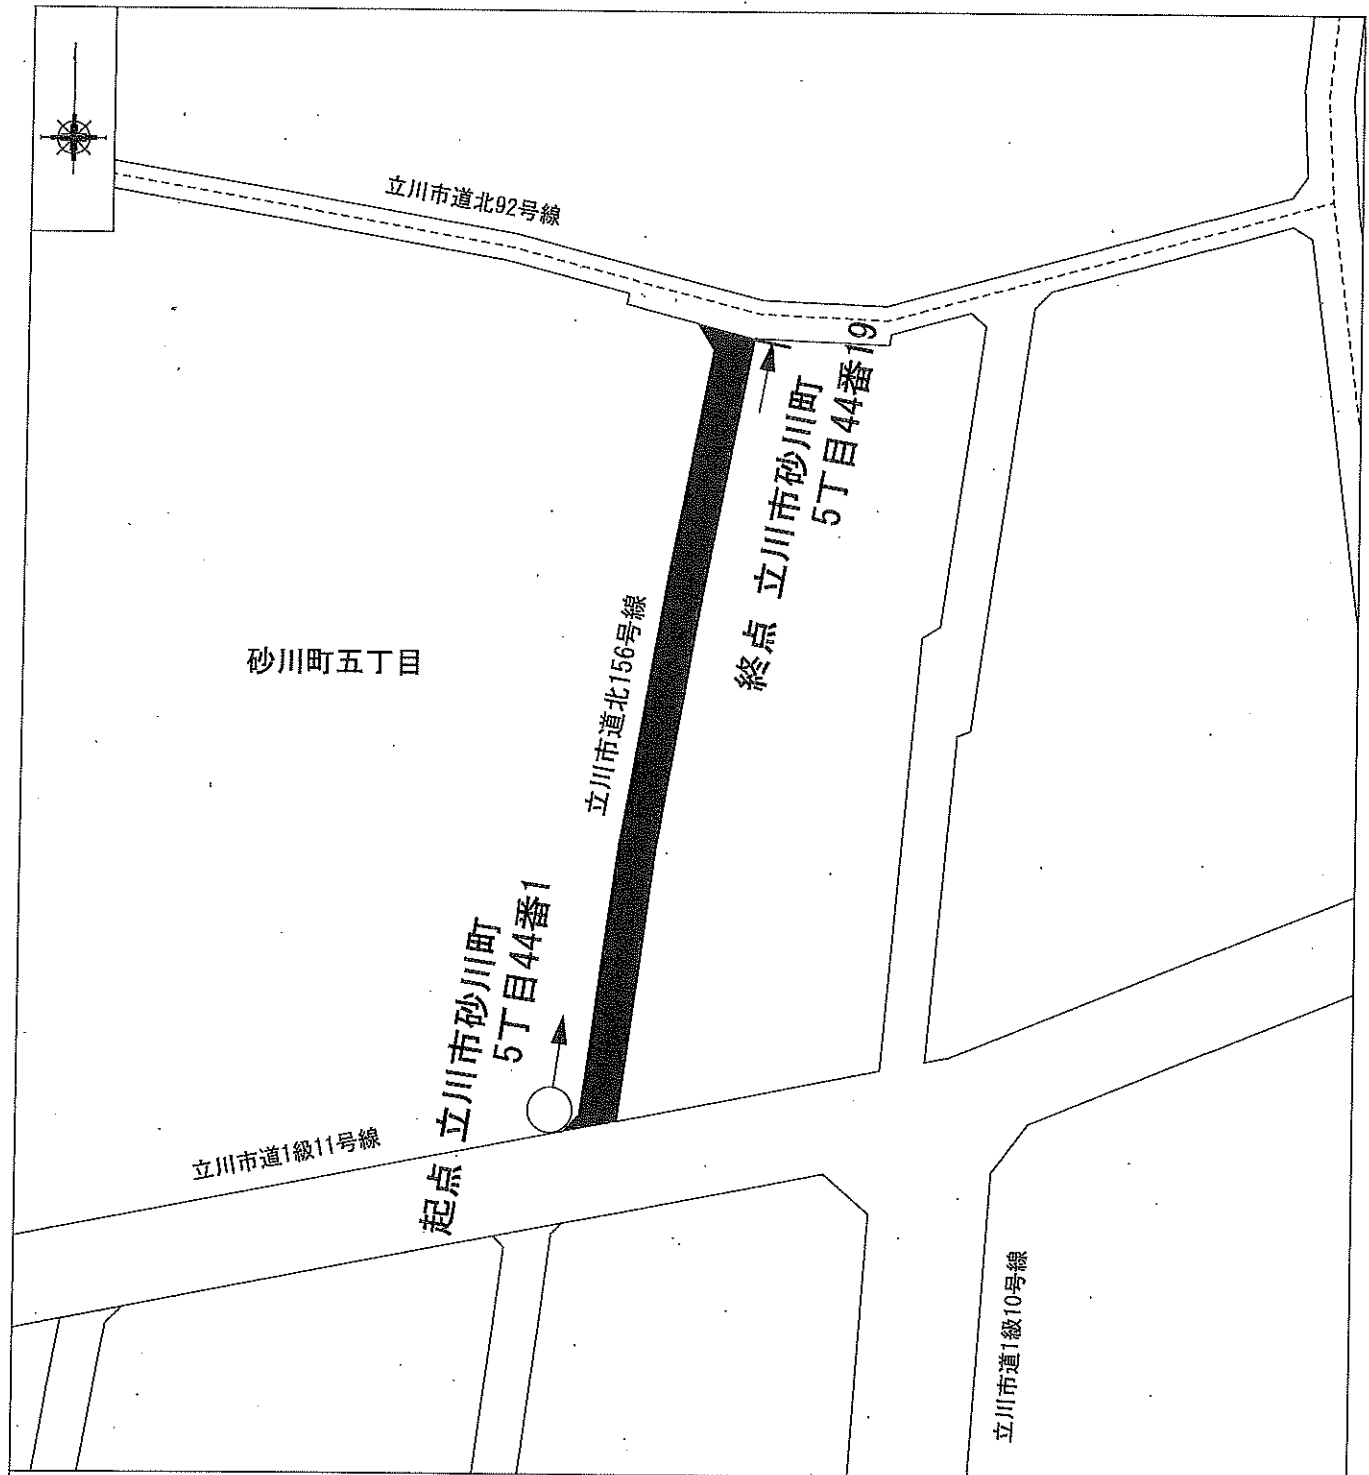 立川市道北92号線
終点 立川市砂川町
5丁目44番19
立川市道北156号線
砂川町五丁目
起点 立川市砂川町
5丁目44番1
立川市道1級11号線
立川市道1級10号線